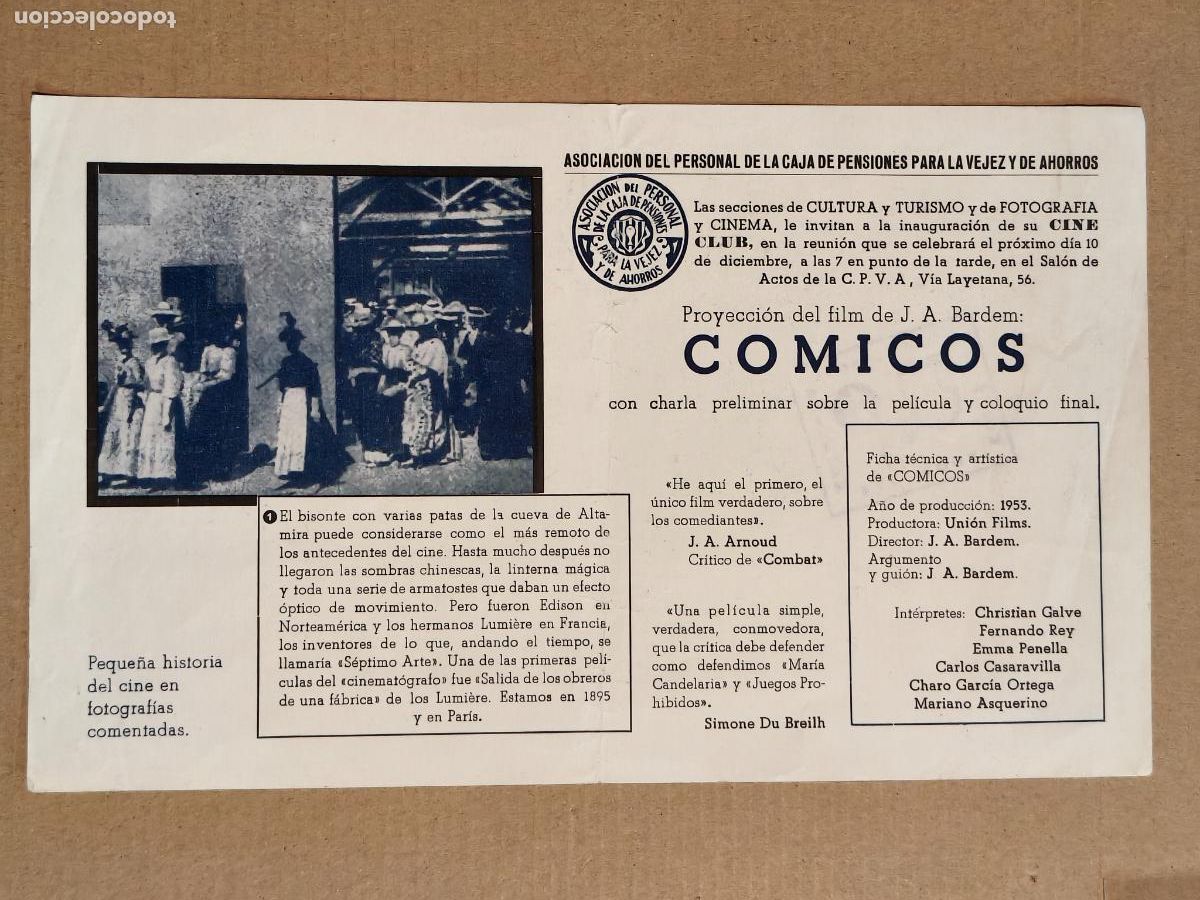 todocoleccion
ASOCIACION DEL PERSONAL DE LA CAJA DE PENSIONES PARA LA VEJEZ Y DE AHORROS
ASOCIACION DEL PERSONAL
DE LA CAJA DE PENSIONES
PARA LA VEJEZ
Y DE AHORROS
Las secciones de CULTURA y TURISMO y de FOTOGRAFIA
y CINEMA, le invitan a la inauguración de su CINE
CLUB, en la reunión que se celebrará el próximo día 10
de diciembre, a las 7 en punto de la tarde, en el Salón de
Actos de la C. P. V. A , Vía Layetana, 56.
Proyección del film de J. A. Bardem:
COMICOS
con charla preliminar sobre la película y coloquio final.
«He aquí el primero, el
único film verdadero, sobre
los comediantes».
J. A. Arnoud
Crítico de «Combat»
«Una película simple,
verdadera, conmovedora,
que la crítica debe defender
como defendimos «María
Candelaria» y «Juegos Pro-
hibidos».
Simone Du Breilh
Ficha técnica y artística
de «COMICOS»
Año de producción: 1953.
Productora: Unión Films.
Director: J. A. Bardem.
Argumento
y guión: J A. Bardem.
Intérpretes: Christian Galve
Fernando Rey
Emma Penella
Carlos Casaravilla
Charo García Ortega
Mariano Asquerino
1 El bisonte con varias patas de la cueva de Alta-
mira puede considerarse como el más remoto de
los antecedentes del cine. Hasta mucho después no
llegaron las sombras chinescas, la linterna mágica
y toda una serie de armatostes que daban un efecto
óptico de movimiento. Pero fueron Edison en
Norteamérica y los hermanos Lumière en Francia,
los inventores de lo que, andando el tiempo, se
llamaría «Séptimo Arte». Una de las primeras pelí-
culas del «cinematógrafo» fue «Salida de los obreros
de una fábrica» de los Lumière. Estamos en 1895
y en París.
Pequeña historia
del cine en
fotografías
comentadas.